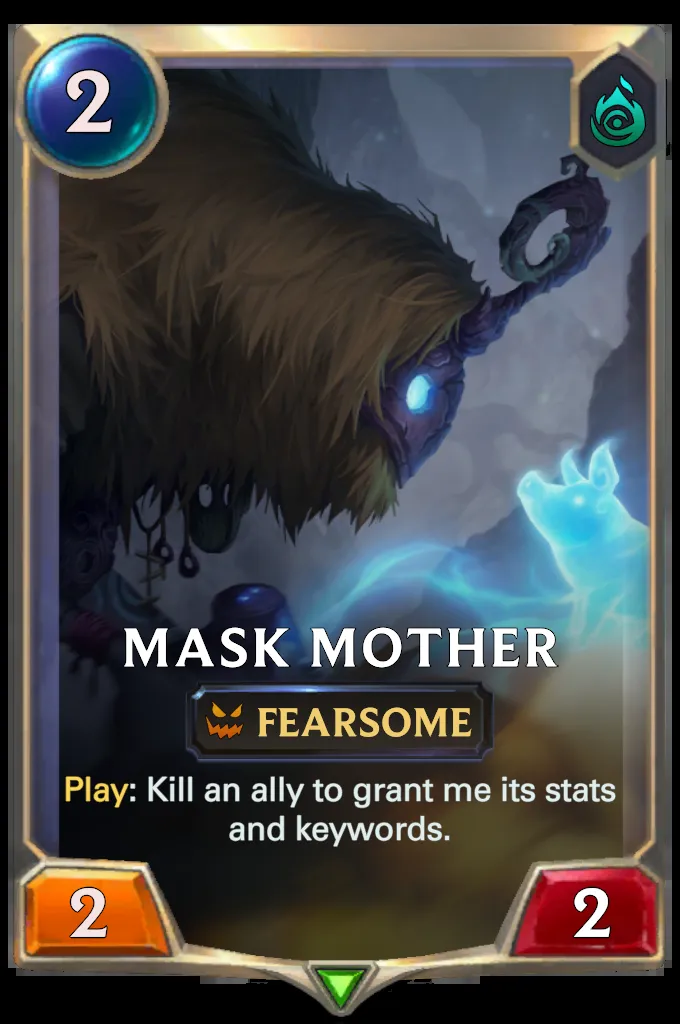 2
MASK MOTHER
FEARSOME
Play: Kill an ally to grant me its stats
and keywords.
2
2